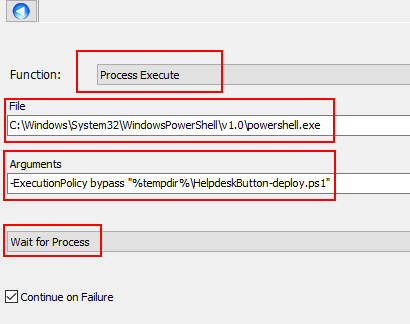 Function: Process Execute
File
C:\Windows\System32\WindowsPowerShell\v1.0\powershell.exe
Arguments
-ExecutionPolicy bypass "%tempdir%\HelpdeskButton-deploy.ps1"
Wait for Process
Continue on Failure